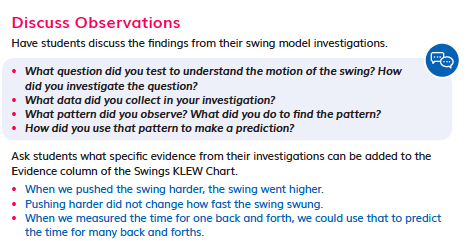 Discuss Observations
Have students discuss the findings from their swing model investigations.
• What question did you test to understand the motion of the swing? How
did you investigate the question?
• What data did you collect in your investigation?
• What pattern did you observe? What did you do to find the pattern?
• How did you use that pattern to make a prediction?
Ask students what specific evidence from their investigations can be added to the
Evidence column of the Swings KLEW Chart.
• When we pushed the swing harder, the swing went higher.
• Pushing harder did not change how fast the swing swung.
• When we measured the time for one back and forth, we could use that to predict
the time for many back and forths.